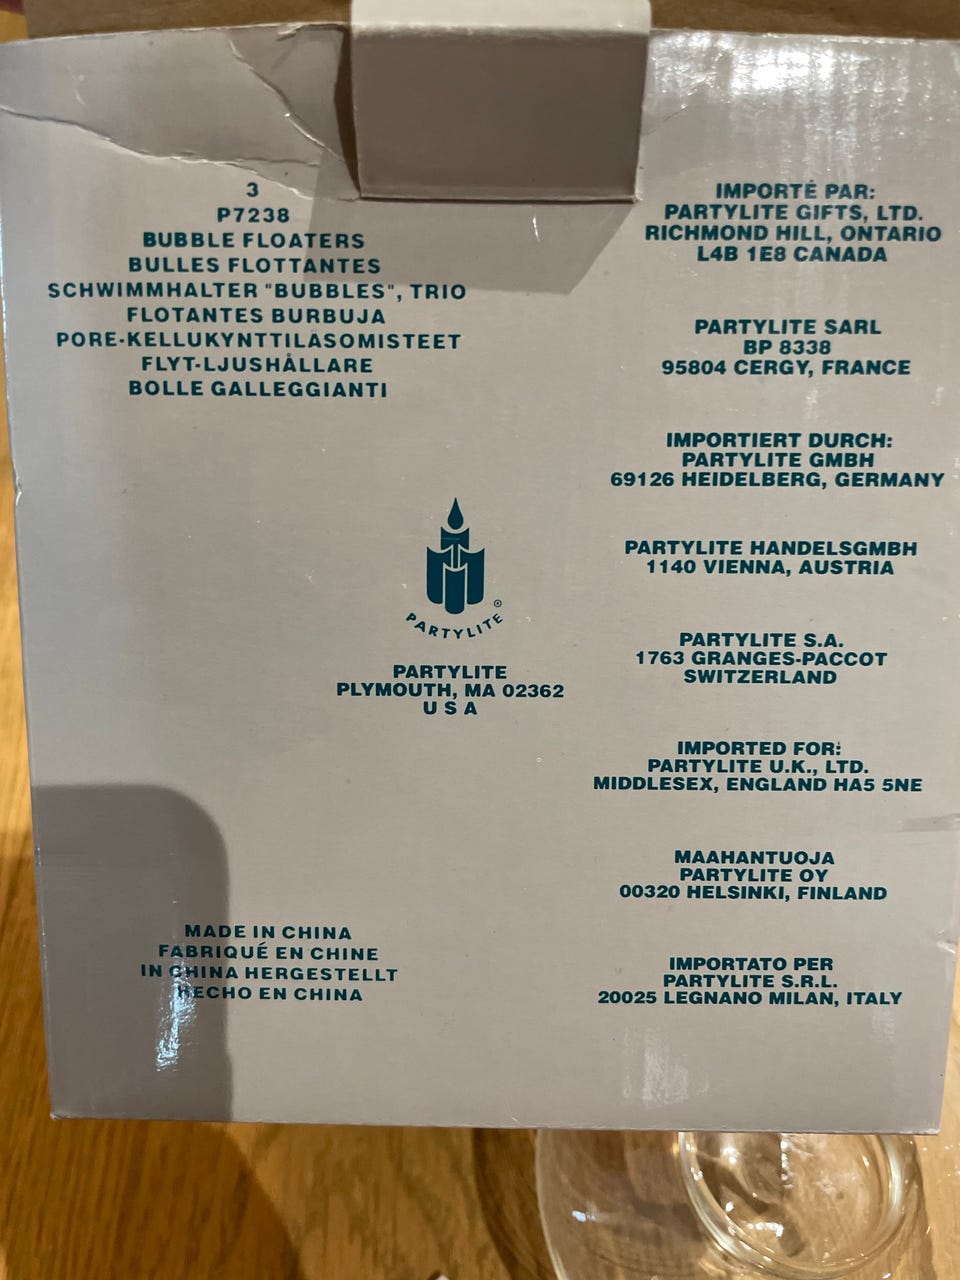 3
P7238
BUBBLE FLOATERS
BULLES FLOTTANTES
SCHWIMMHALTER "BUBBLES", TRIO
FLOTANTES BURBUJA
PORE-KELLUKYNTTILÄSOMISTEET
FLYT-LJUSHÅLLARE
BOLLE GALLEGGIANTI
PARTYLITE®
PARTYLITE
PLYMOUTH, MA 02362
U S A
MADE IN CHINA
FABRIQUÉ EN CHINE
IN CHINA HERGESTELLT
HECHO EN CHINA
IMPORTÉ PAR:
PARTYLITE GIFTS, LTD.
RICHMOND HILL, ONTARIO
L4B 1E8 CANADA
PARTYLITE SARL
BP 8338
95804 CERGY, FRANCE
IMPORTIERT DURCH:
PARTYLITE GMBH
69126 HEIDELBERG, GERMANY
PARTYLITE HANDELSGMBH
1140 VIENNA, AUSTRIA
PARTYLITE S.A.
1763 GRANGES-PACCOT
SWITZERLAND
IMPORTED FOR:
PARTYLITE U.K., LTD.
MIDDLESEX, ENGLAND HA5 5NE
MAAHANTUOJA
PARTYLITE OY
00320 HELSINKI, FINLAND
IMPORTATO PER
PARTYLITE S.R.L.
20025 LEGNANO MILAN, ITALY